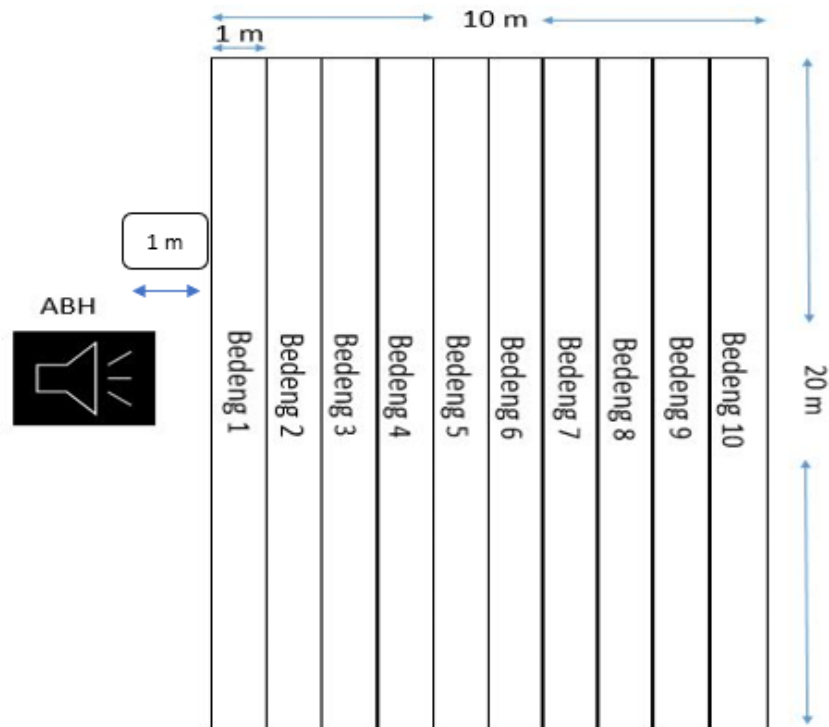 10 m
1 m
1 m
ABH
Bedeng 1
Bedeng 2
Bedeng 3
Bedeng 4
Bedeng 5
Bedeng 6
Bedeng 7
Bedeng 8
Bedeng 9
Bedeng 10
20 m